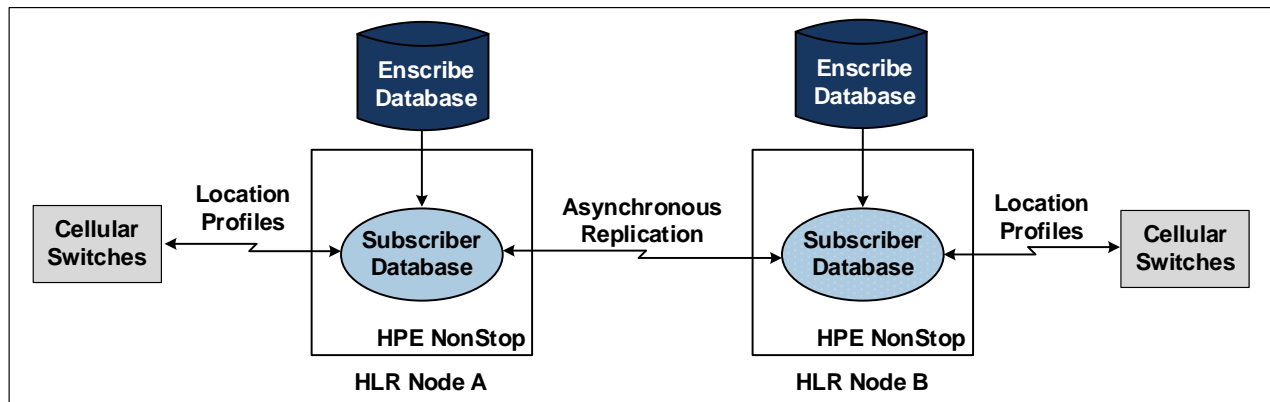 Enscribe
Database
Enscribe
Database
Location
Profiles
Asynchronous
Replication
Location
Profiles
Cellular
Switches
Subscriber
Database
Subscriber
Database
Cellular
Switches
HPE NonStop
HPE NonStop
HLR Node A
HLR Node B